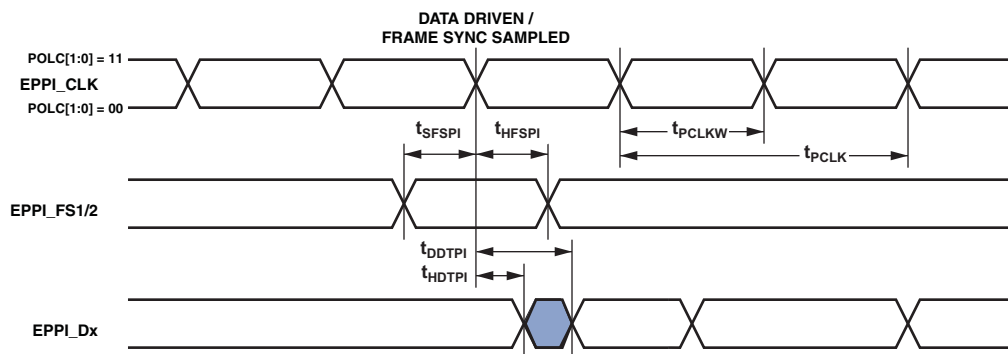 DATA DRIVEN /
FRAME SYNC SAMPLED
POLC[1:0] = 11
EPPI_CLK
POLC[1:0] = 00
tSFSPI
tHFSPI
tPCLKW
tPCLK
EPPI_FS1/2
tDDTPI
tHDTPI
EPPI_Dx